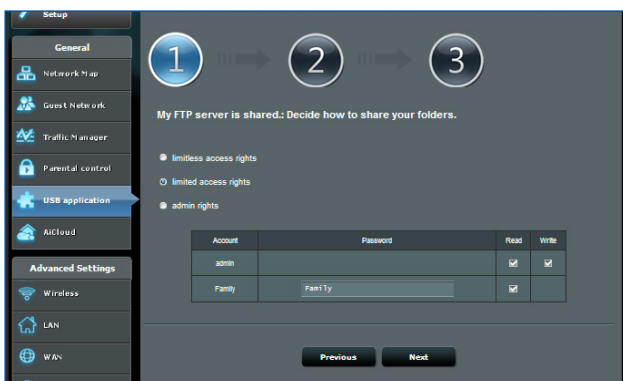 Setup
General
Network Map
Guest Network
Traffic Manager
Parental control
USB application
AiCloud
Advanced Settings
Wireless
LAN
WAN
1 2 3
My FTP server is shared.: Decide how to share your folders.
limitless access rights
limited access rights
admin rights
Account Password Read Write
admin
Family Family
Previous Next